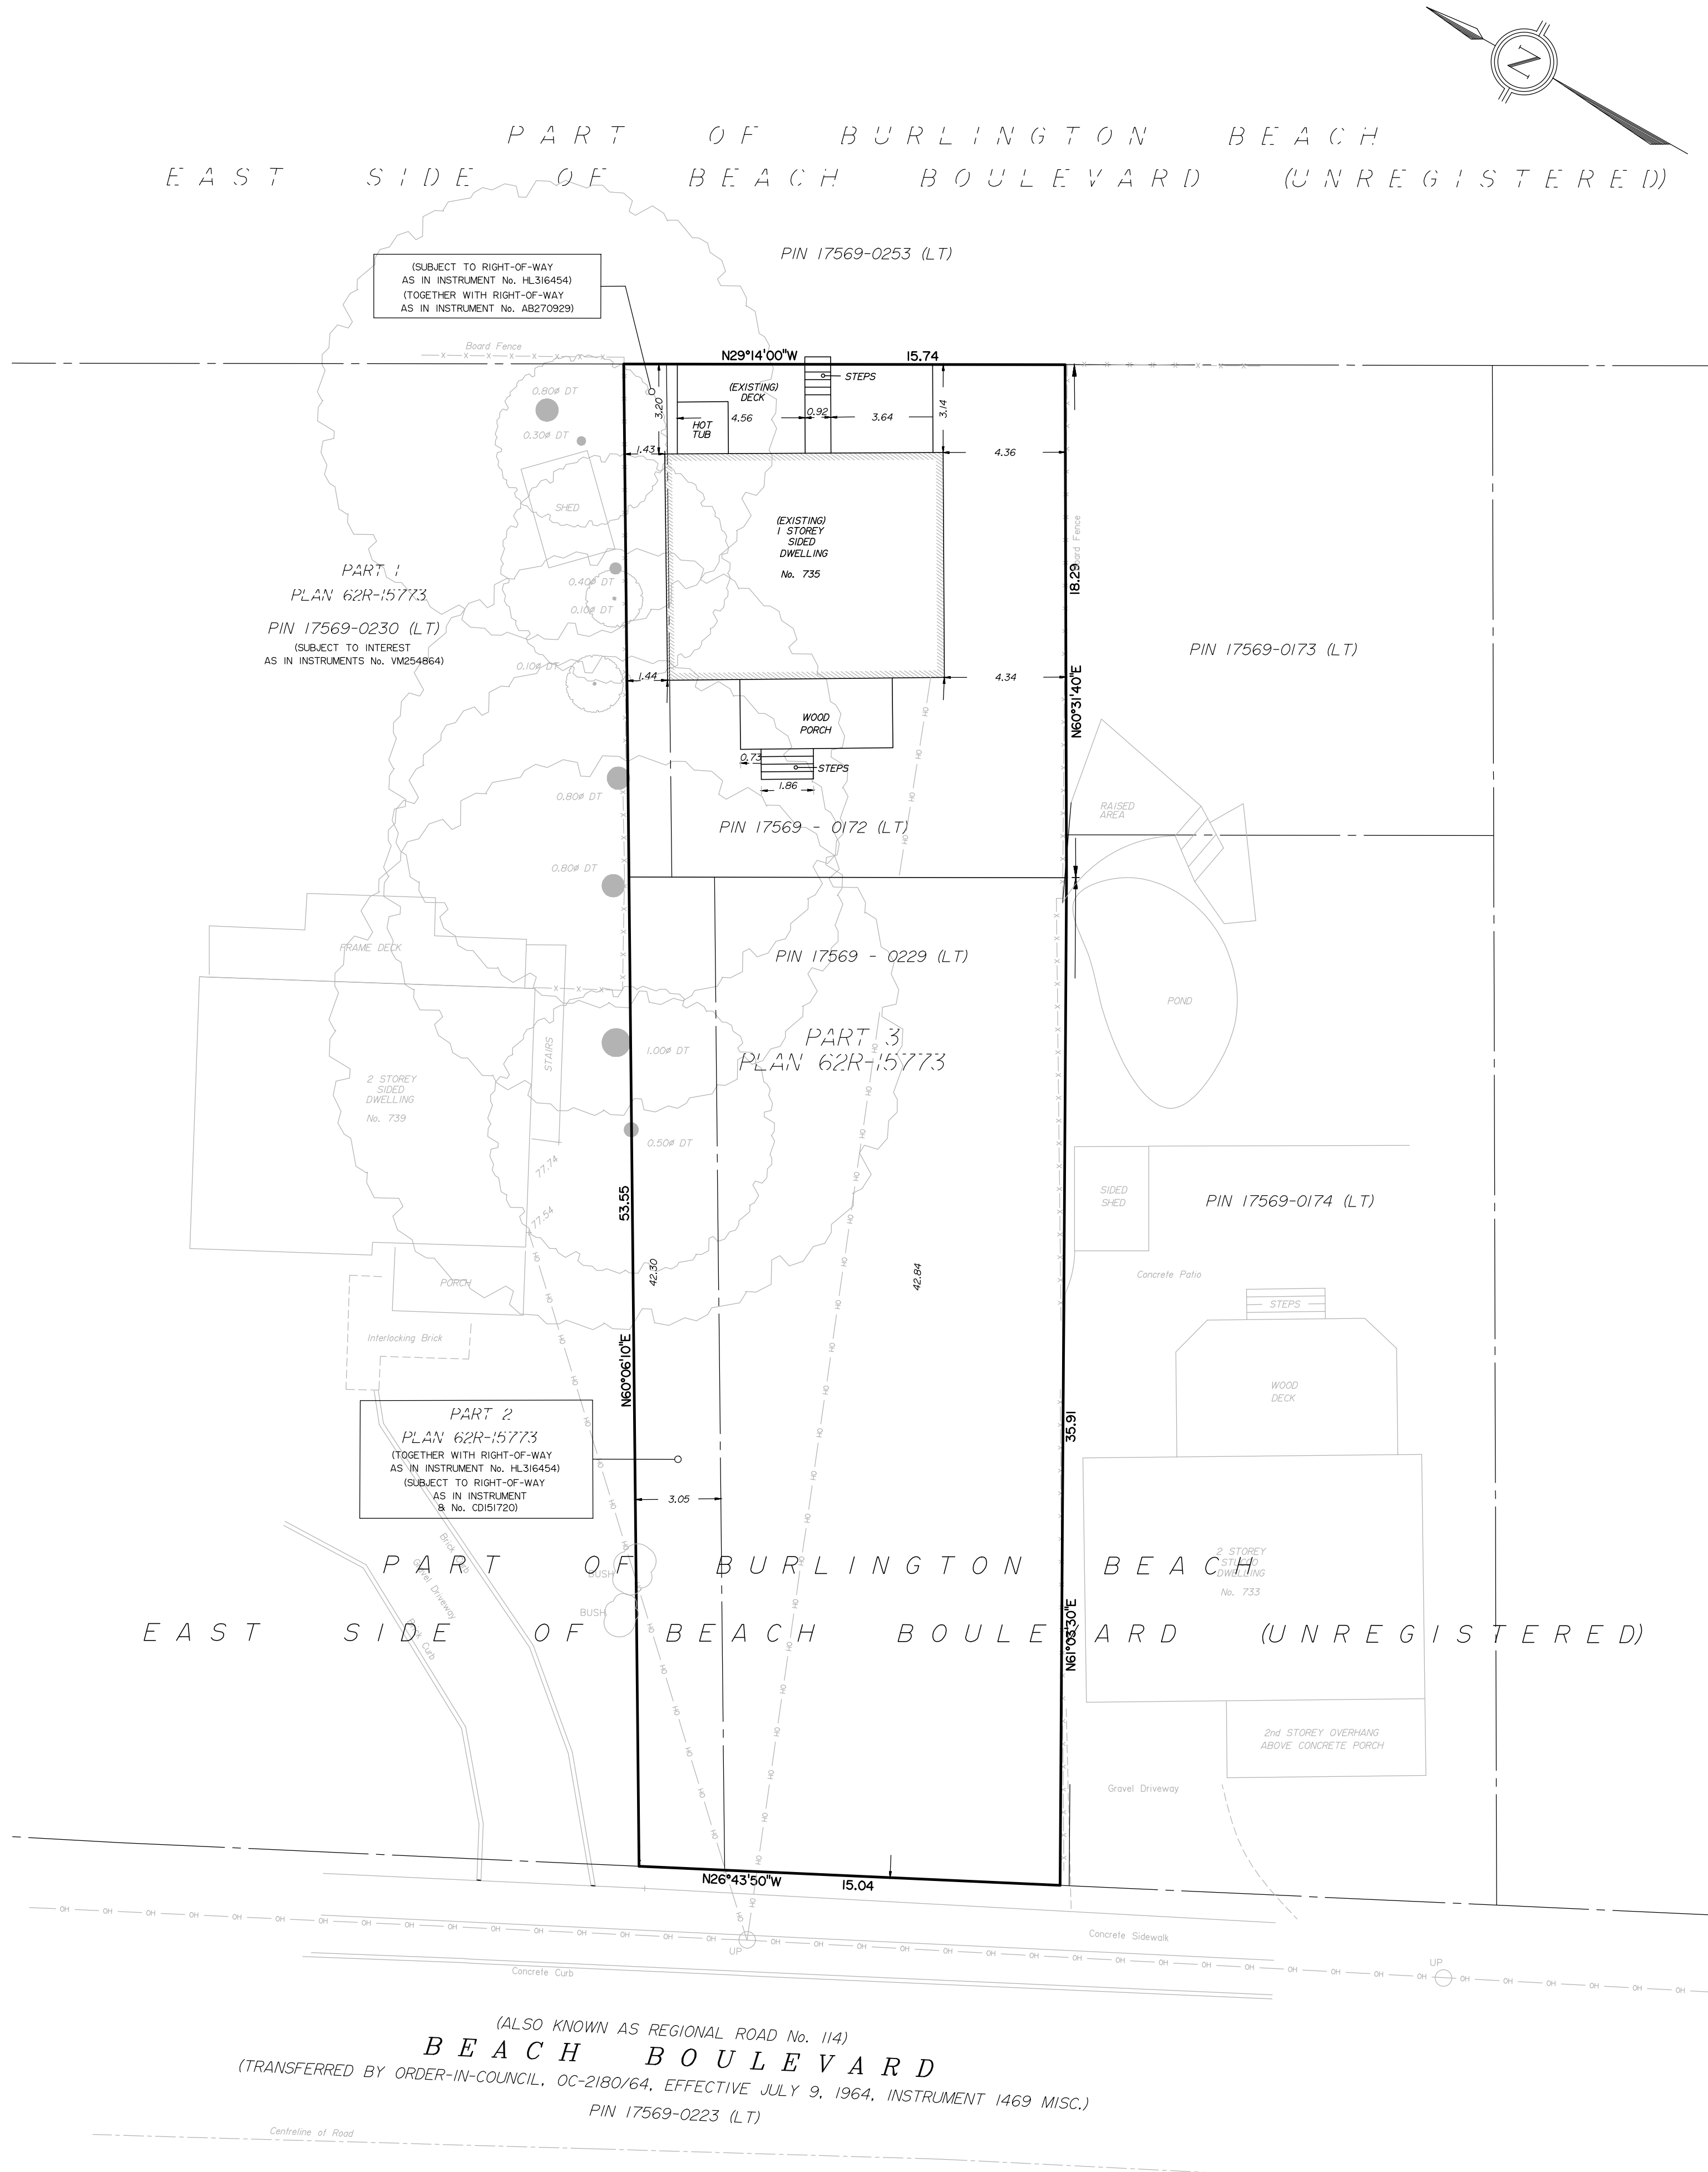 N
PART OF BURLINGTON BEACH
EAST SIDE OF BEACH BOULEVARD (UNREGISTERED)
PIN 17569-0253 (LT)
(SUBJECT TO RIGHT-OF-WAY
AS IN INSTRUMENT No. HL316454)
(TOGETHER WITH RIGHT-OF-WAY
AS IN INSTRUMENT No. AB270929)
Board Fence
N29°14'00"W 15.74
STEPS
(EXISTING)
DECK
0.80ø DT
0.30ø DT
3.20
4.56
0.92
3.64
3.14
HOT
TUB
1.43
4.36
SHED
(EXISTING)
1 STOREY
SIDED
DWELLING
No. 735
Board Fence
18.29
PART 1
PLAN 62R-15773
PIN 17569-0230 (LT)
(SUBJECT TO INTEREST
AS IN INSTRUMENTS No. VM254864)
0.40ø DT
0.10ø DT
0.10ø DT
PIN 17569-0173 (LT)
1.44
4.34
N60°31'40"E
WOOD
PORCH
0.73
STEPS
1.86
0.80ø DT
RAISED
AREA
PIN 17569 - 0172 (LT)
0.80ø DT
FRAME DECK
PIN 17569 - 0229 (LT)
POND
PART 3
PLAN 62R-15773
STAIRS
1.00ø DT
2 STOREY
SIDED
DWELLING
No. 739
0.50ø DT
77.74
77.54
53.55
SIDED
SHED
PIN 17569-0174 (LT)
42.30
42.84
PORCH
Concrete Patio
STEPS
Interlocking Brick
N60°06'10"E
WOOD
DECK
PART 2
PLAN 62R-15773
(TOGETHER WITH RIGHT-OF-WAY
AS IN INSTRUMENT No. HL316454)
(SUBJECT TO RIGHT-OF-WAY
AS IN INSTRUMENT
& No. CD151720)
35.91
3.05
Brick Curb
Gravel Driveway
Brick Curb
BUSH
BUSH
2 STOREY
STUCCO
DWELLING
No. 733
PART OF BURLINGTON BEACH
EAST SIDE OF BEACH BOULEVARD (UNREGISTERED)
N61°03'30"E
2nd STOREY OVERHANG
ABOVE CONCRETE PORCH
Gravel Driveway
N26°43'50"W 15.04
Concrete Sidewalk
UP
UP
Concrete Curb
(ALSO KNOWN AS REGIONAL ROAD No. 114)
BEACH BOULEVARD
(TRANSFERRED BY ORDER-IN-COUNCIL, OC-2180/64, EFFECTIVE JULY 9, 1964, INSTRUMENT 1469 MISC.)
PIN 17569-0223 (LT)
Centreline of Road